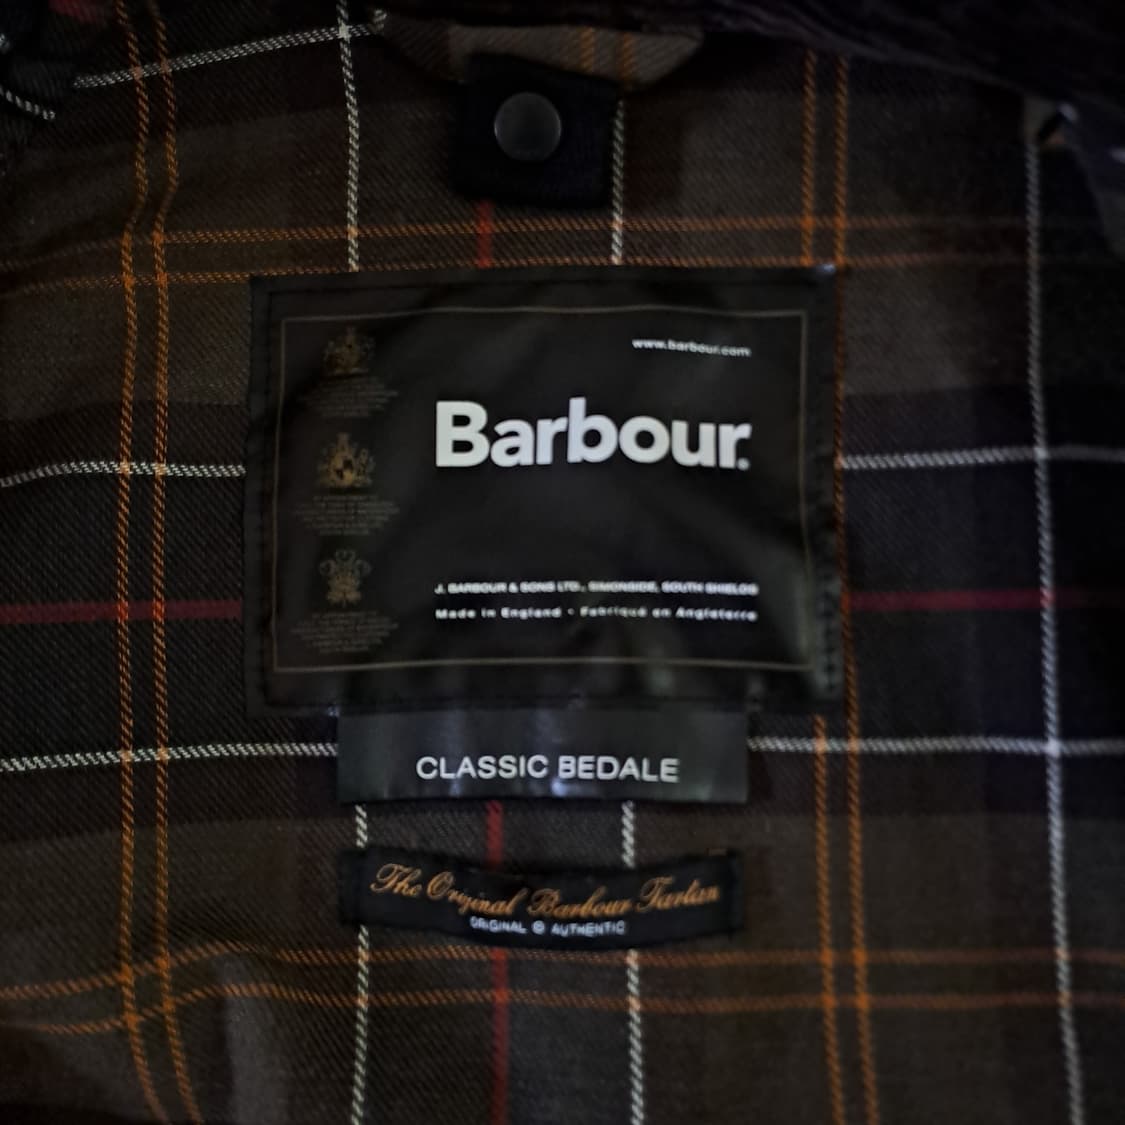 www.barbour.com
Barbour.
J. BARBOUR & SONS LTD., SIMONSIDE, SOUTH SHIELDS
Made in England • Fabriqué en Angleterre
CLASSIC BEDALE
The Original Barbour Tartan
ORIGINAL & AUTHENTIC